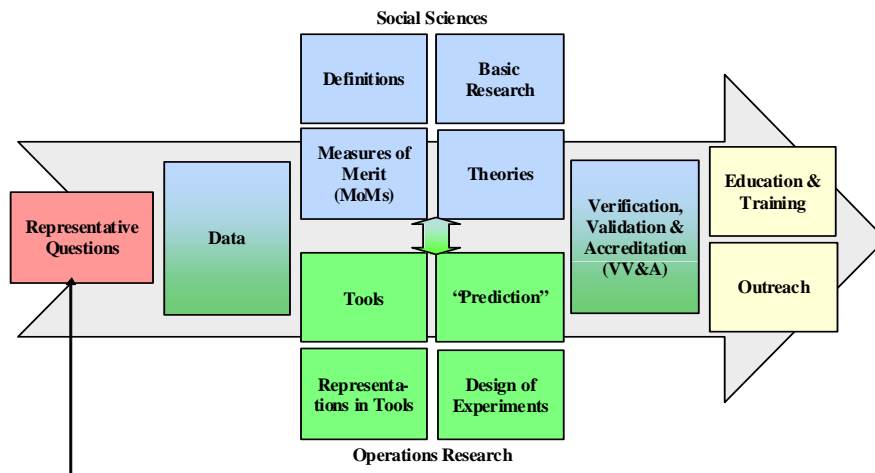 Social Sciences
Definitions
Basic
Research
Measures of
Merit
(MoMs)
Theories
Representative
Questions
Data
Verification,
Validation &
Accreditation
(VV&A)
Education &
Training
Outreach
Tools
“Prediction”
Representa-
tions in Tools
Design of
Experiments
Operations Research